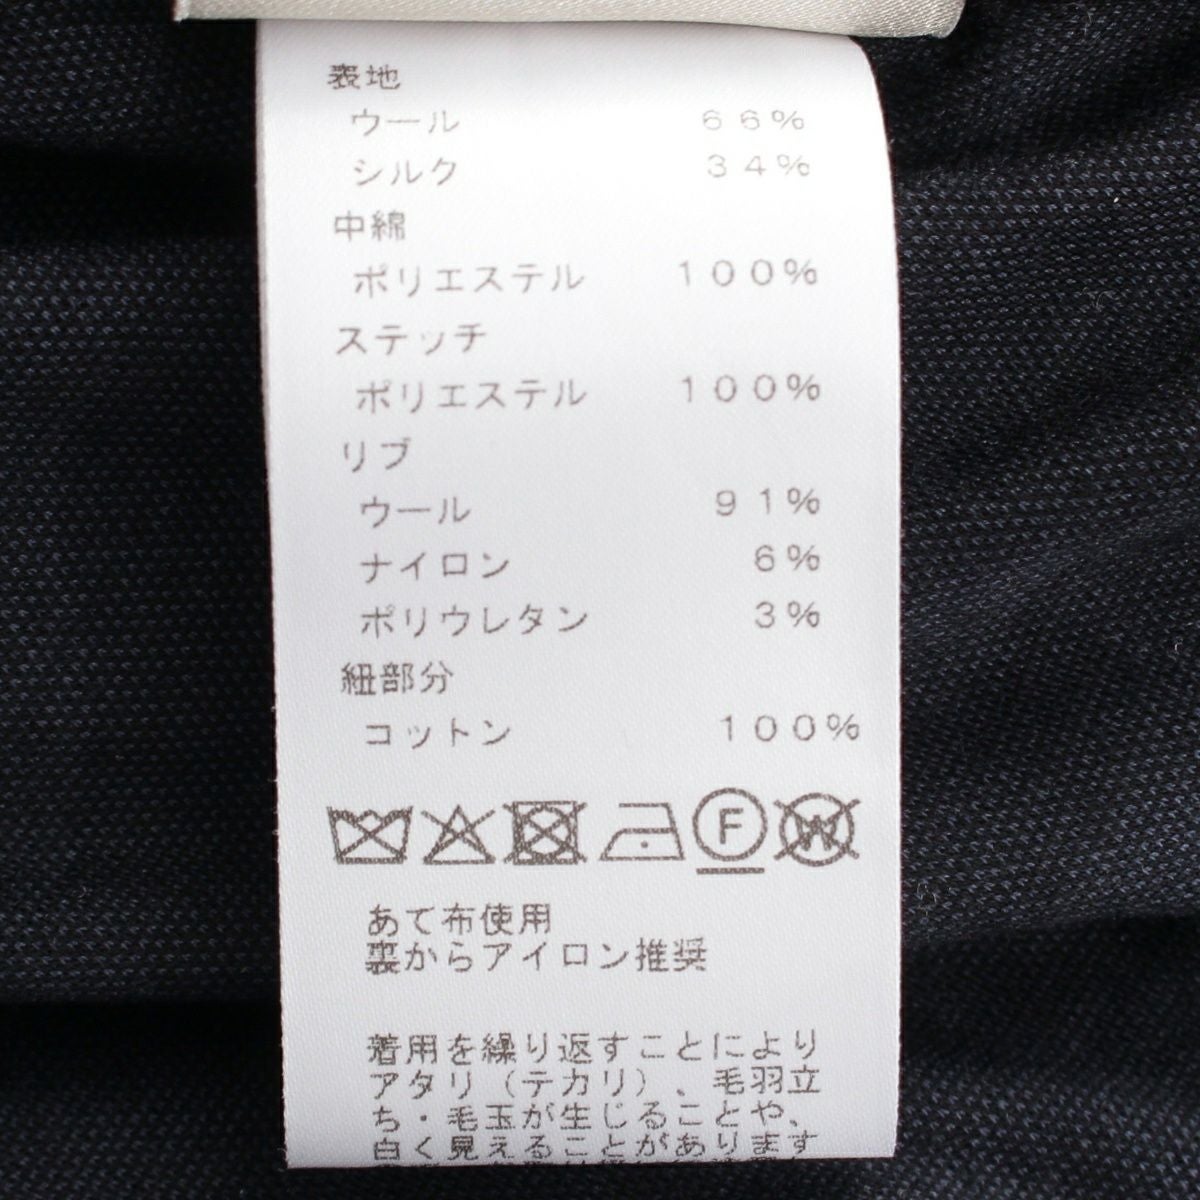 表地
ウール 66%
シルク 34%
中綿
ポリエステル 100%
ステッチ
ポリエステル 100%
リブ
ウール 91%
ナイロン 6%
ポリウレタン 3%
紐部分
コットン 100%
F W
あて布使用
裏からアイロン推奨
着用を繰り返すことにより
アタリ(テカリ)、毛羽立
ち・毛玉が生じることや、
白く見えることがあります